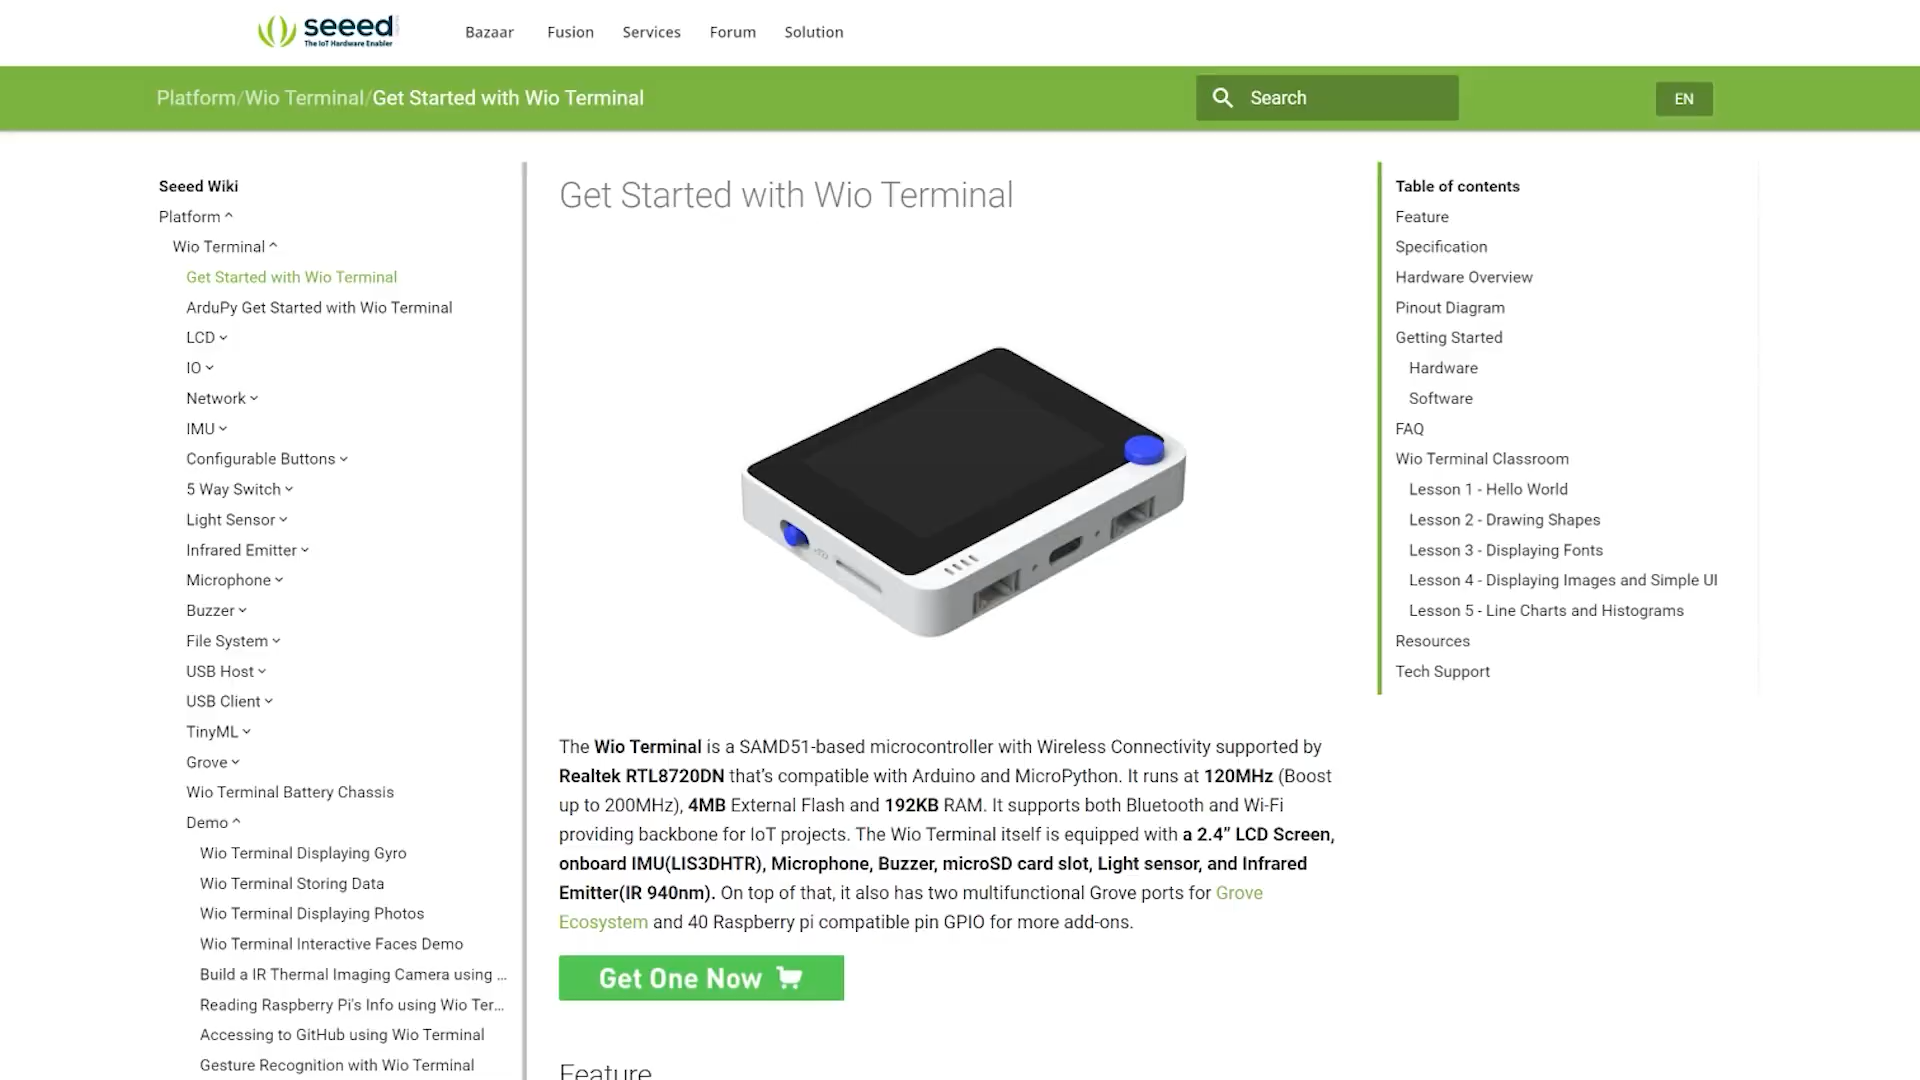 seeed
The IoT Hardware Enabler
Bazaar
Fusion
Services
Forum
Solution
Platform/Wio Terminal/Get Started with Wio Terminal
Search
EN
Seeed Wiki
Platform
Wio Terminal
Get Started with Wio Terminal
ArduPy Get Started with Wio Terminal
LCD
IO
Network
IMU
Configurable Buttons
5 Way Switch
Light Sensor
Infrared Emitter
Microphone
Buzzer
File System
USB Host
USB Client
TinyML
Grove
Wio Terminal Battery Chassis
Demo
Wio Terminal Displaying Gyro
Wio Terminal Storing Data
Wio Terminal Displaying Photos
Wio Terminal Interactive Faces Demo
Build a IR Thermal Imaging Camera using ...
Reading Raspberry Pi's Info using Wio Ter...
Accessing to GitHub using Wio Terminal
Gesture Recognition with Wio Terminal
Get Started with Wio Terminal
The Wio Terminal is a SAMD51-based microcontroller with Wireless Connectivity supported by
Realtek RTL8720DN that's compatible with Arduino and MicroPython. It runs at 120MHz (Boost
up to 200MHz), 4MB External Flash and 192KB RAM. It supports both Bluetooth and Wi-Fi
providing backbone for IoT projects. The Wio Terminal itself is equipped with a 2.4” LCD Screen,
onboard IMU(LIS3DHTR), Microphone, Buzzer, microSD card slot, Light sensor, and Infrared
Emitter(IR 940nm). On top of that, it also has two multifunctional Grove ports for Grove
Ecosystem and 40 Raspberry pi compatible pin GPIO for more add-ons.
Get One Now
Feature
Table of contents
Feature
Specification
Hardware Overview
Pinout Diagram
Getting Started
Hardware
Software
FAQ
Wio Terminal Classroom
Lesson 1 - Hello World
Lesson 2 - Drawing Shapes
Lesson 3 - Displaying Fonts
Lesson 4 - Displaying Images and Simple UI
Lesson 5 - Line Charts and Histograms
Resources
Tech Support